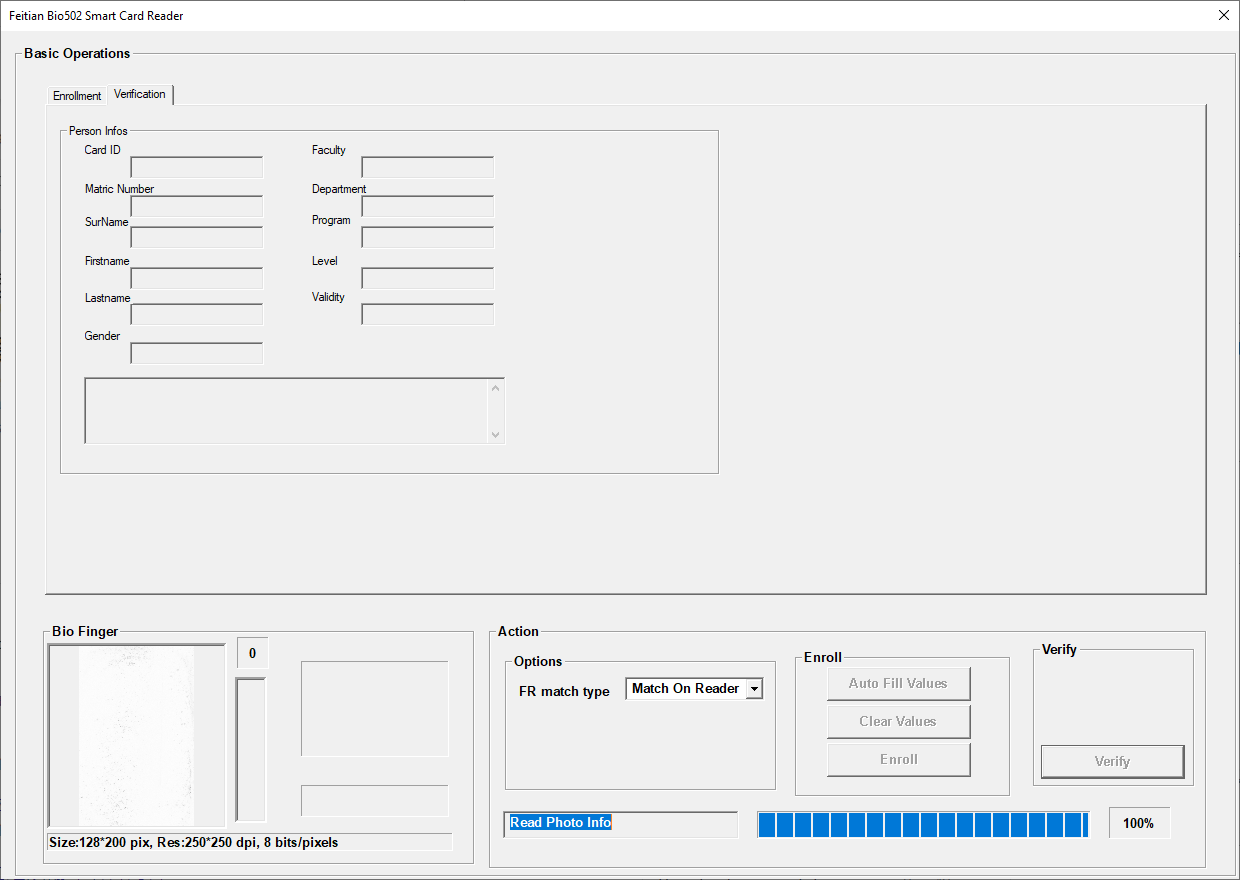 Feitian Bio502 Smart Card Reader
Basic Operations
Enrollment
Verification
Person Infos
Card ID
Faculty
Matric Number
Department
SurName
Program
Firstname
Level
Lastname
Validity
Gender
Bio Finger
0
Size:128*200 pix, Res:250*250 dpi, 8 bits/pixels
Action
Options
FR match type
Match On Reader
Enroll
Auto Fill Values
Clear Values
Enroll
Verify
Verify
Read Photo Info
100%